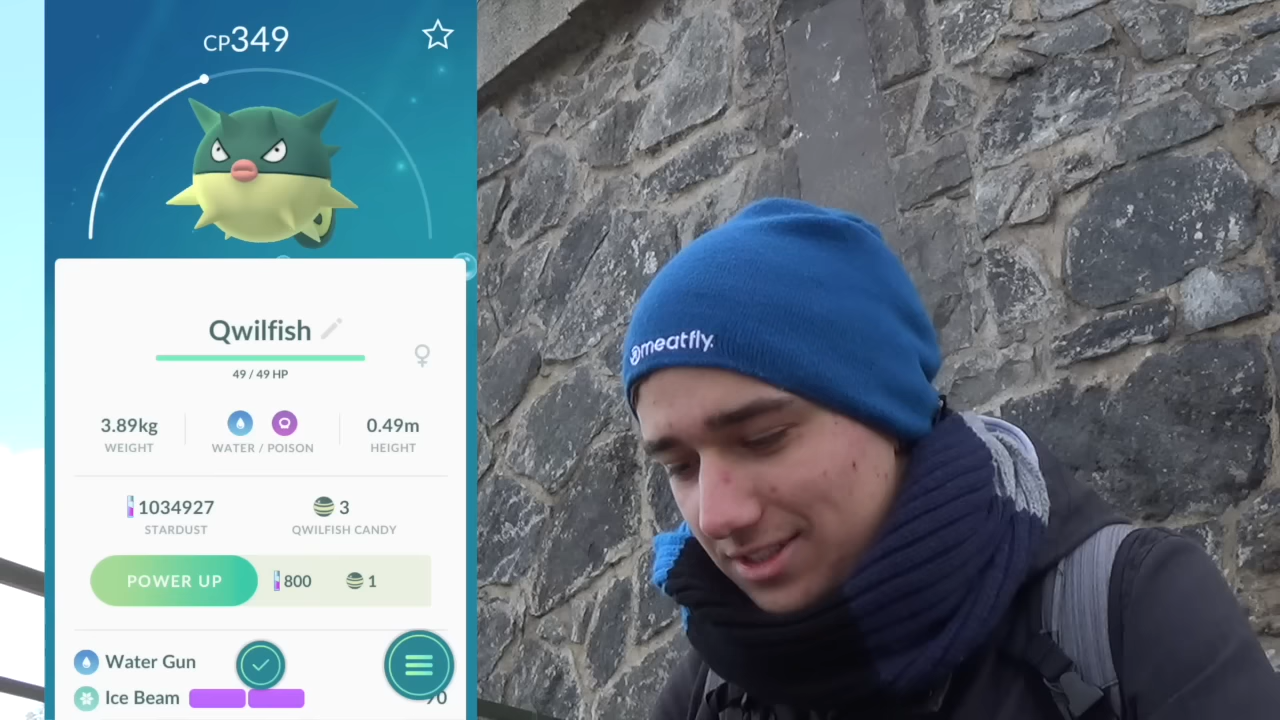 CP349
Qwilfish
49 / 49 HP
3.89kg
WEIGHT
WATER / POISON
0.49m
HEIGHT
1034927
STARDUST
3
QWILFISH CANDY
POWER UP
800
1
Water Gun
Ice Beam
90
meatfly.